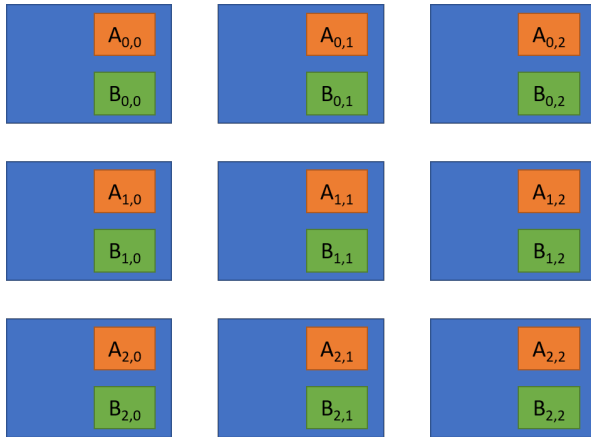 A0,0 A0,1 A0,2
B0,0 B0,1 B0,2
A1,0 A1,1 A1,2
B1,0 B1,1 B1,2
A2,0 A2,1 A2,2
B2,0 B2,1 B2,2